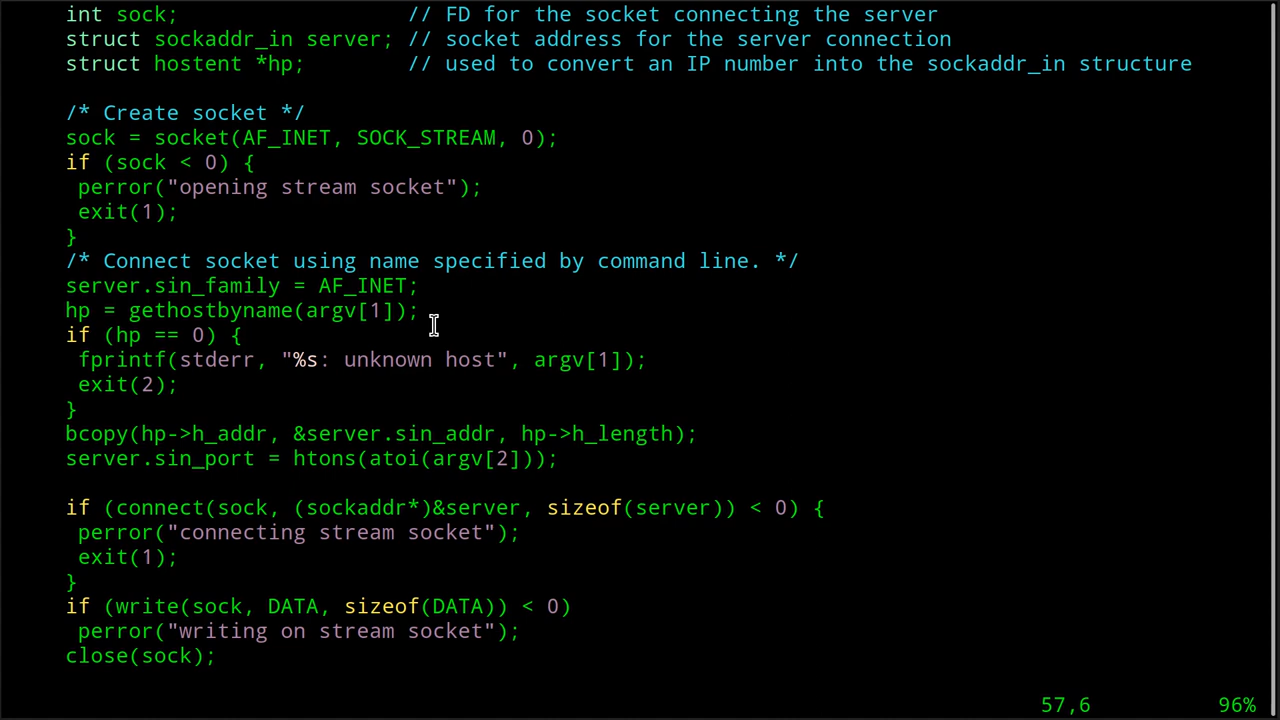 int sock;                  // FD for the socket connecting the server
struct sockaddr_in server; // socket address for the server connection
struct hostent *hp;        // used to convert an IP number into the sockaddr_in structure
/* Create socket */
sock = socket(AF_INET, SOCK_STREAM, 0);
if (sock < 0) {
 perror("opening stream socket");
 exit(1);
}
/* Connect socket using name specified by command line. */
server.sin_family = AF_INET;
hp = gethostbyname(argv[1]);
if (hp == 0) {
 fprintf(stderr, "%s: unknown host", argv[1]);
 exit(2);
}
bcopy(hp->h_addr, &server.sin_addr, hp->h_length);
server.sin_port = htons(atoi(argv[2]));
if (connect(sock, (sockaddr*)&server, sizeof(server)) < 0) {
 perror("connecting stream socket");
 exit(1);
}
if (write(sock, DATA, sizeof(DATA)) < 0)
 perror("writing on stream socket");
close(sock);
57,6 96%